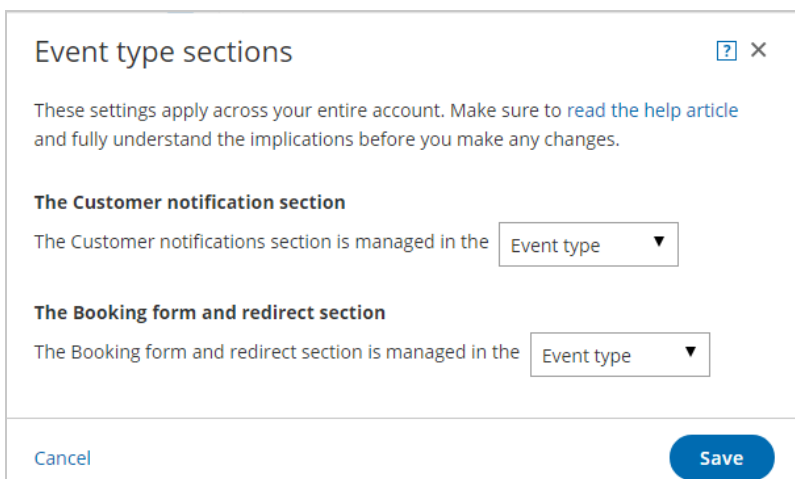 Event type sections
?
These settings apply across your entire account. Make sure to read the help article
and fully understand the implications before you make any changes.
The Customer notification section
The Customer notifications section is managed in the Event type
The Booking form and redirect section
The Booking form and redirect section is managed in the Event type
Cancel
Save